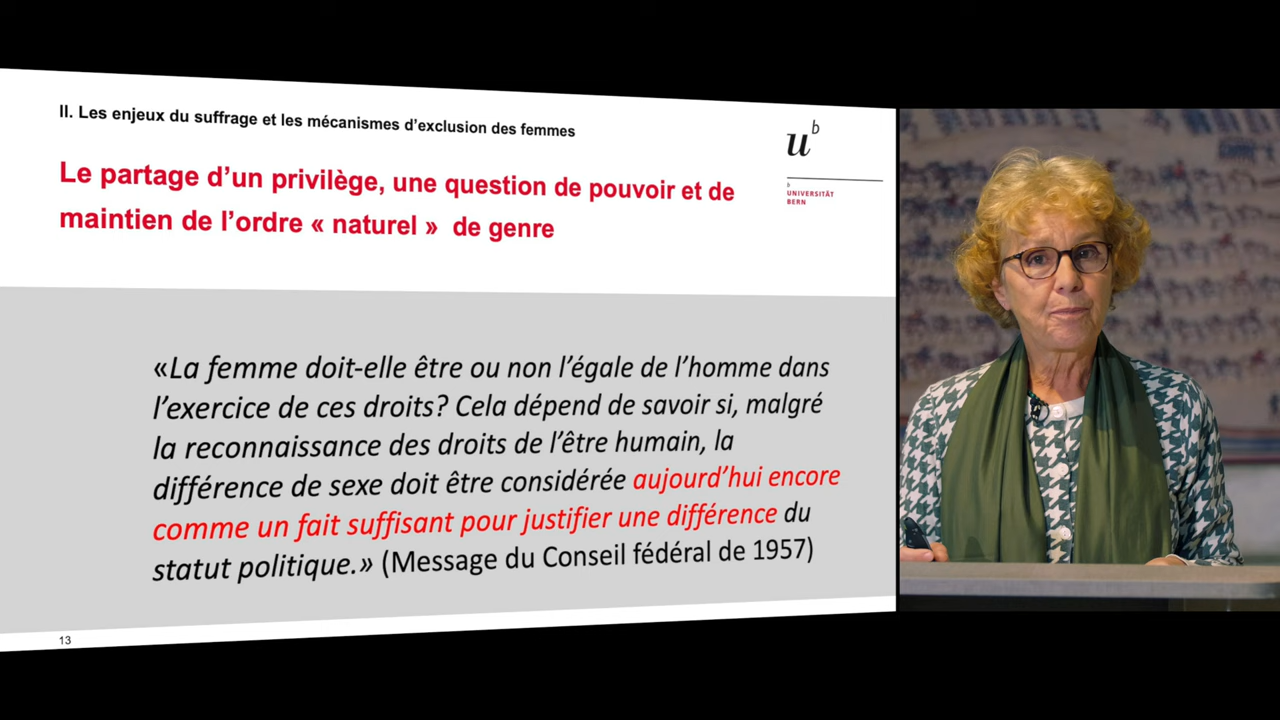 II. Les enjeux du suffrage et les mécanismes d’exclusion des femmes
Le partage d’un privilège, une question de pouvoir et de
maintien de l’ordre « naturel »  de genre
u b
b
UNIVERSITÄT
BERN
«La femme doit-elle être ou non l’égale de l’homme dans
l’exercice de ces droits? Cela dépend de savoir si, malgré
la reconnaissance des droits de l’être humain, la
différence de sexe doit être considérée aujourd’hui encore
comme un fait suffisant pour justifier une différence du
statut politique.» (Message du Conseil fédéral de 1957)
13